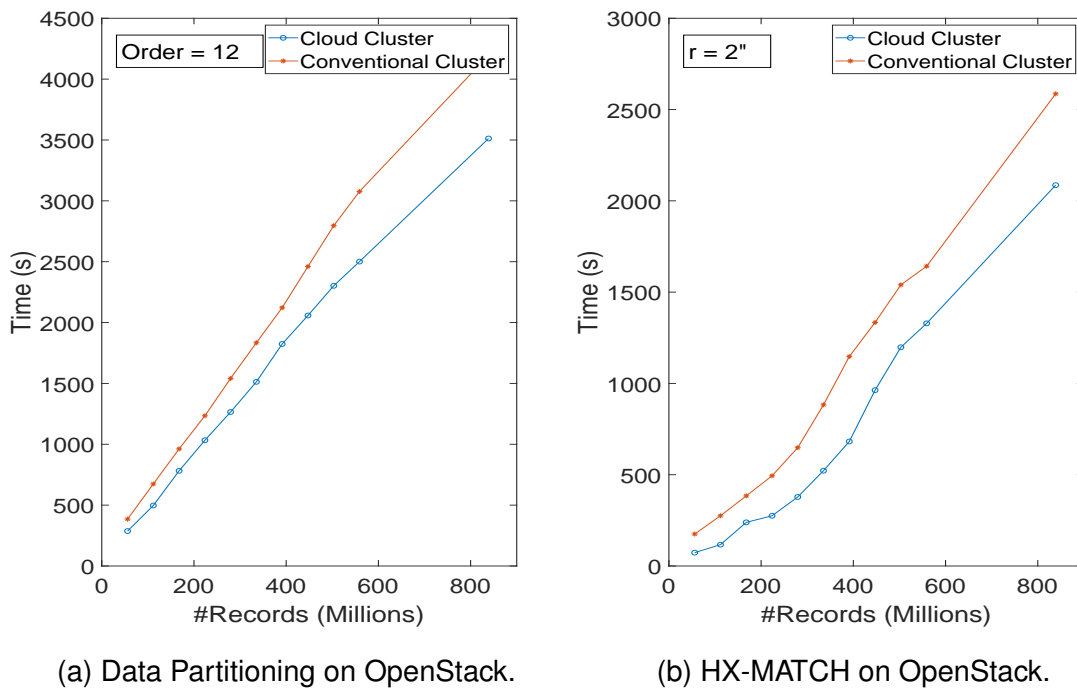 4500
4000
3500
3000
2500
2000
1500
1000
500
0
0 200 400 600 800
Time (s)
#Records (Millions)
Order = 12
Cloud Cluster
Conventional Cluster
(a) Data Partitioning on OpenStack.
3000
2500
2000
1500
1000
500
0
0 200 400 600 800
Time (s)
#Records (Millions)
r = 2"
Cloud Cluster
Conventional Cluster
(b) HX-MATCH on OpenStack.